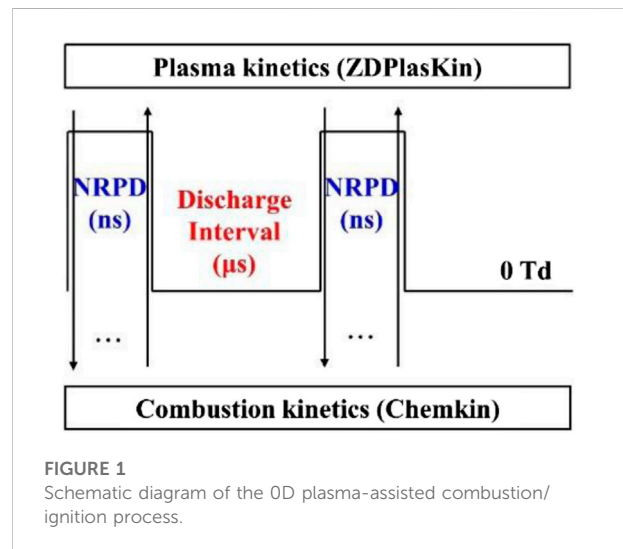 Plasma kinetics (ZDPlasKin)
NRPD
(ns)
Discharge
Interval
(μs)
NRPD
(ns)
0 Td
...
...
Combustion kinetics (Chemkin)
FIGURE 1
Schematic diagram of the 0D plasma-assisted combustion/
ignition process.